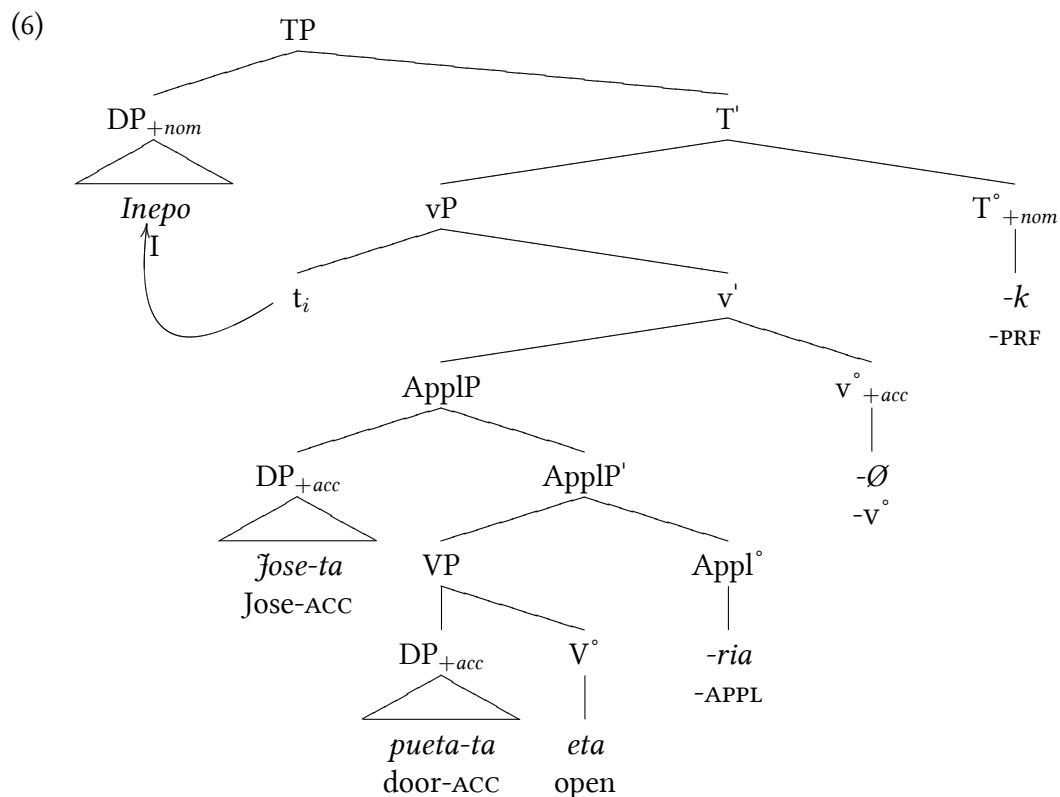 (6)
TP
DP+nom T'
Inepo vP T°+nom
I
ti v' -k
-PRF
ApplP v°+acc
DP+acc ApplP' -Ø
-v°
Jose-ta VP Appl°
Jose-ACC
DP+acc V° -ria
-APPL
pueta-ta eta
door-ACC open